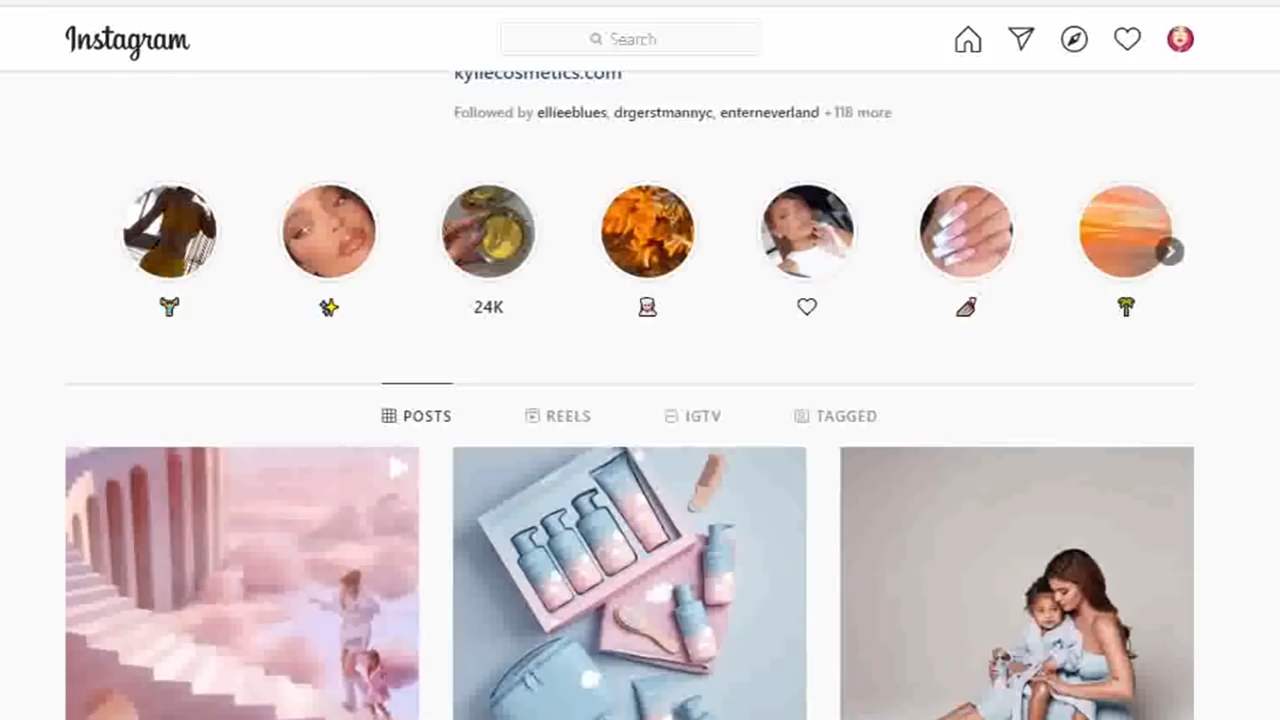 Instagram
Search
kyliecosmetics.com
Followed by ellieeblues, drgerstmannyc, enterneverland +118 more
24K
POSTS REELS IGTV TAGGED